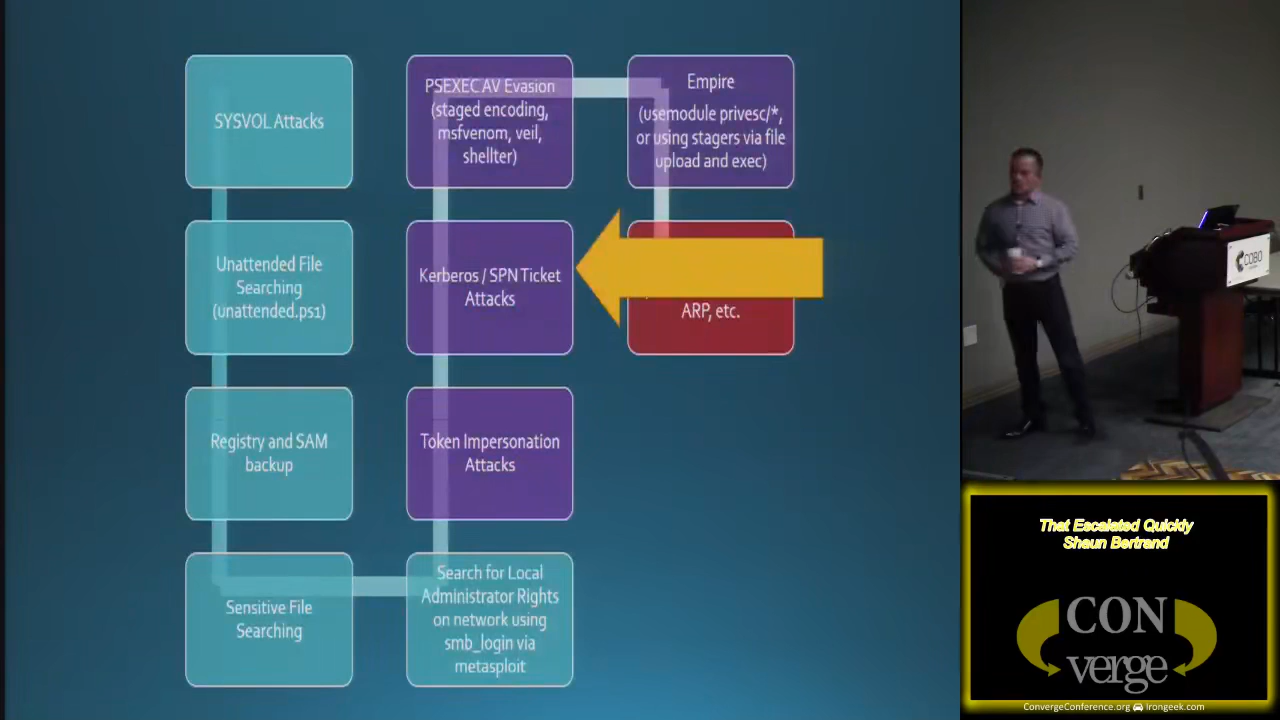 SYSVOL Attacks
Unattended File
Searching
(unattended.ps1)
Registry and SAM
backup
Sensitive File
Searching
Search for Local
Administrator Rights
on network using
smb_login via
metasploit
Token Impersonation
Attacks
Kerberos / SPN Ticket
Attacks
PSEXEC AV Evasion
(staged encoding,
msfvenom, veil,
shellter)
Empire
(usemodule privesc/*,
or using stagers via file
upload and exec)
ARP, etc.
COBO
That Escalated Quickly
Shaun Bertrand
CON
verge
ConvergeConference.org Irongeek.com